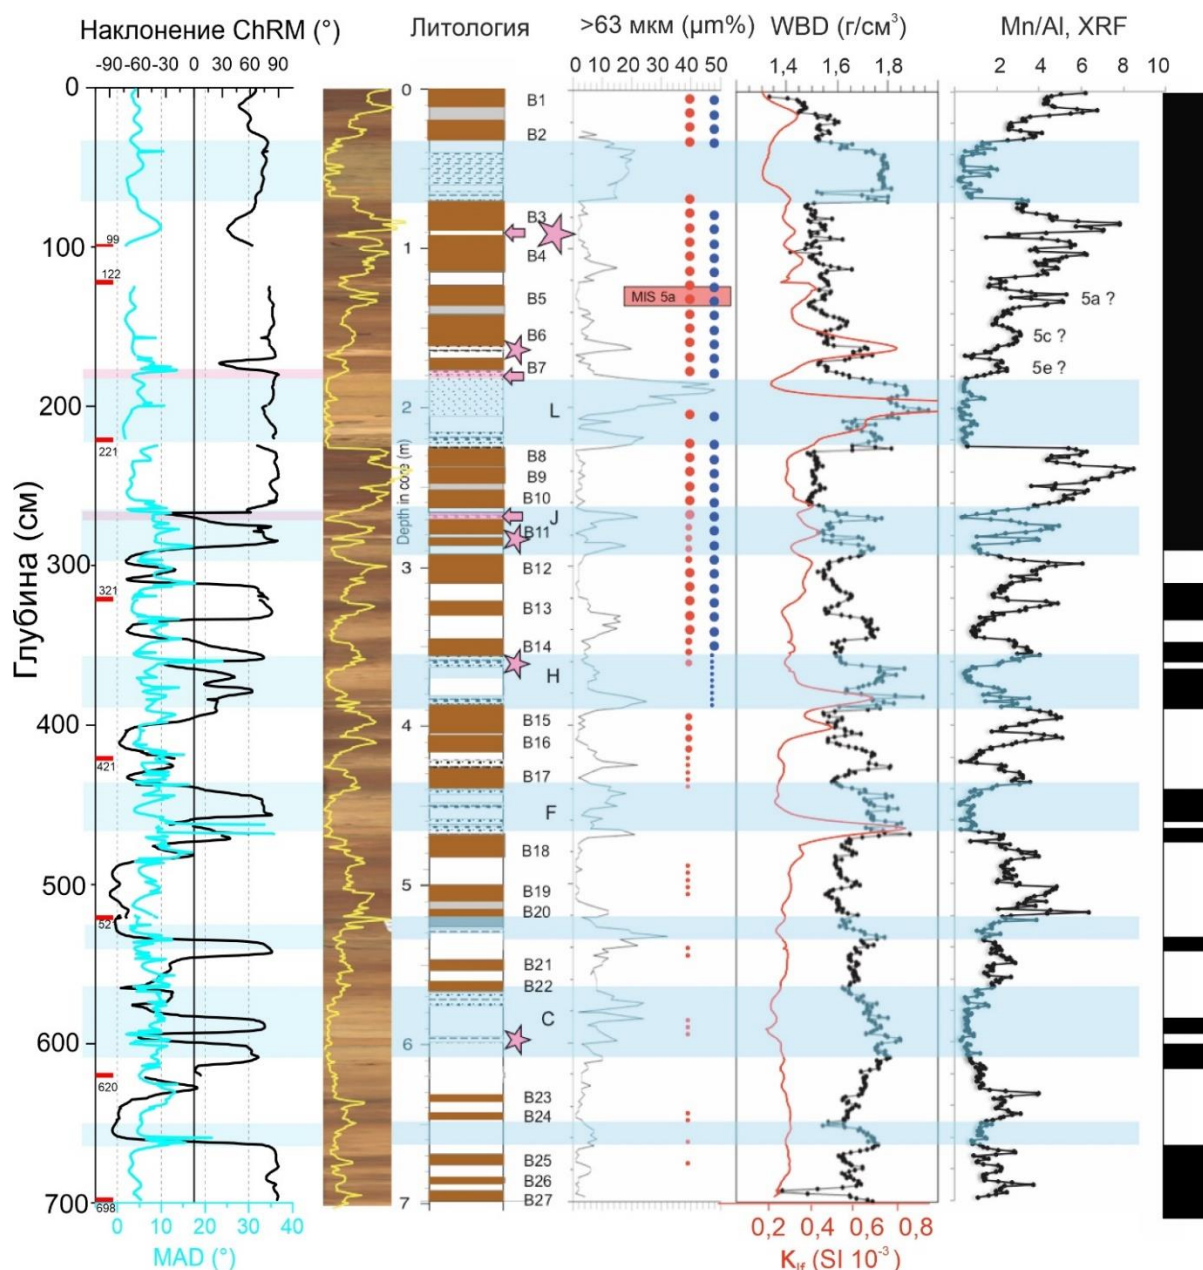 Наклонение ChRM (°)
Литология
>63 мкм (µm%)
WBD (г/см³)
Mn/Al, XRF
-90 -60 -30 0 30 60 90
0 10 20 30 40 50
1,4 1,6 1,8 1,4
2 4 6 8 10
0
0
B1
B2
B3
99
100
1
B4
122
MIS 5a
B5
5a ?
B6
5c ?
B7
5e ?
200
2
L
221
Глубина (см)
Depth in core (m)
B8
B9
B10
J
B11
300
3
B12
321
B13
B14
H
400
4
B15
B16
421
B17
F
B18
500
5
B19
B20
52
B21
B22
C
600
6
620
B23
B24
B25
B26
700
698
7
B27
0 10 20 30 40
MAD (°)
0,2 0,4 0,6 0,8
Klf (SI 10⁻³)